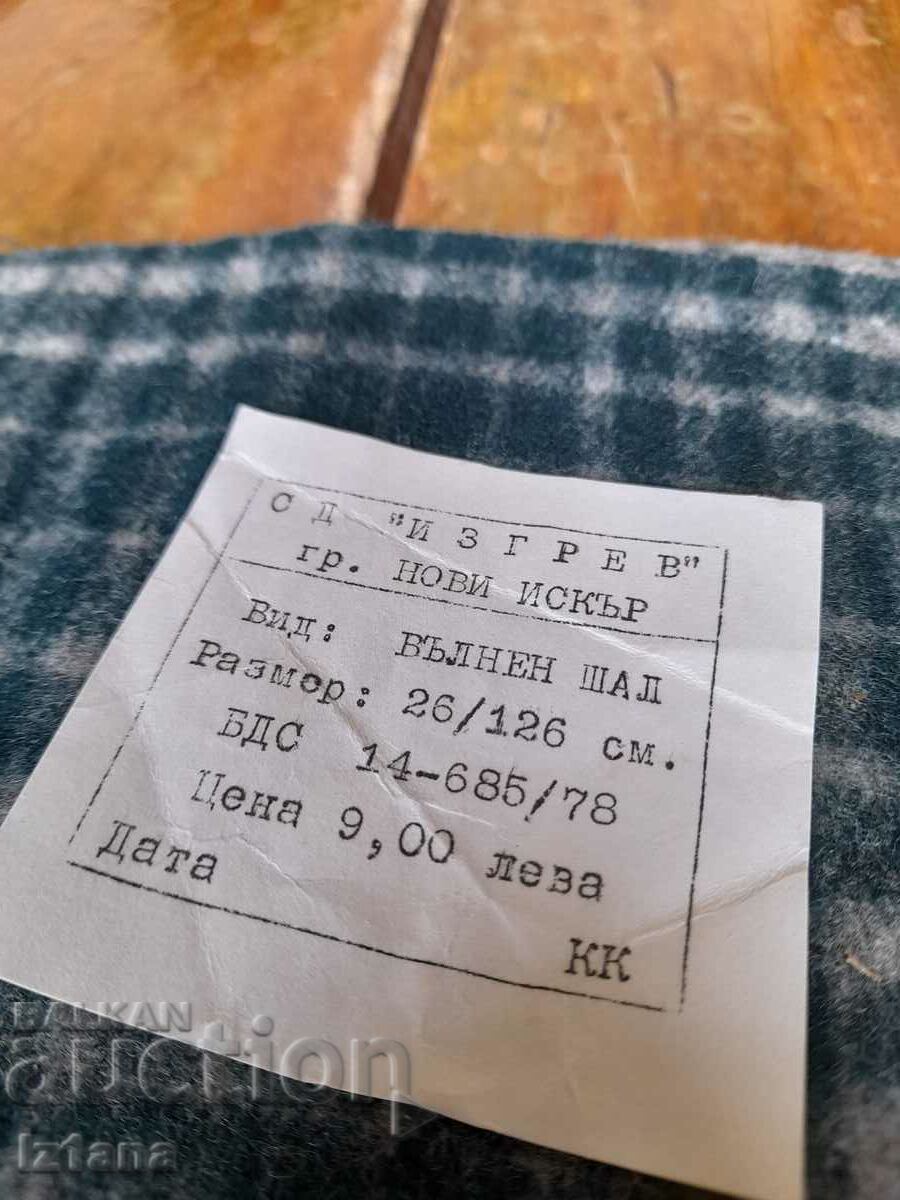 С Д "И З Г Р Е В"
гр. НОВИ ИСКЪР
Вид: ВЪЛНЕН ШАЛ
Размер: 26/126 см.
БДС 14-685/78
Цена 9,00 лева
Дата
КК
BALKAN
auction
Iz1tana